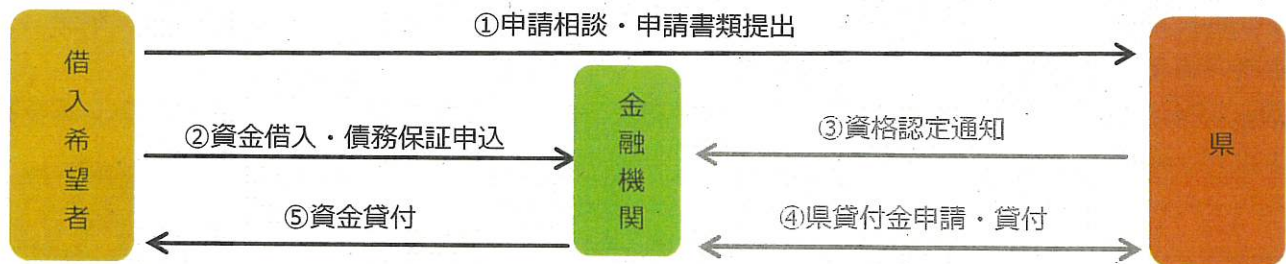 ①申請相談・申請書類提出
借入希望者
金融機関
県
②資金借入・債務保証申込
③資格認定通知
⑤資金貸付
④県貸付金申請・貸付